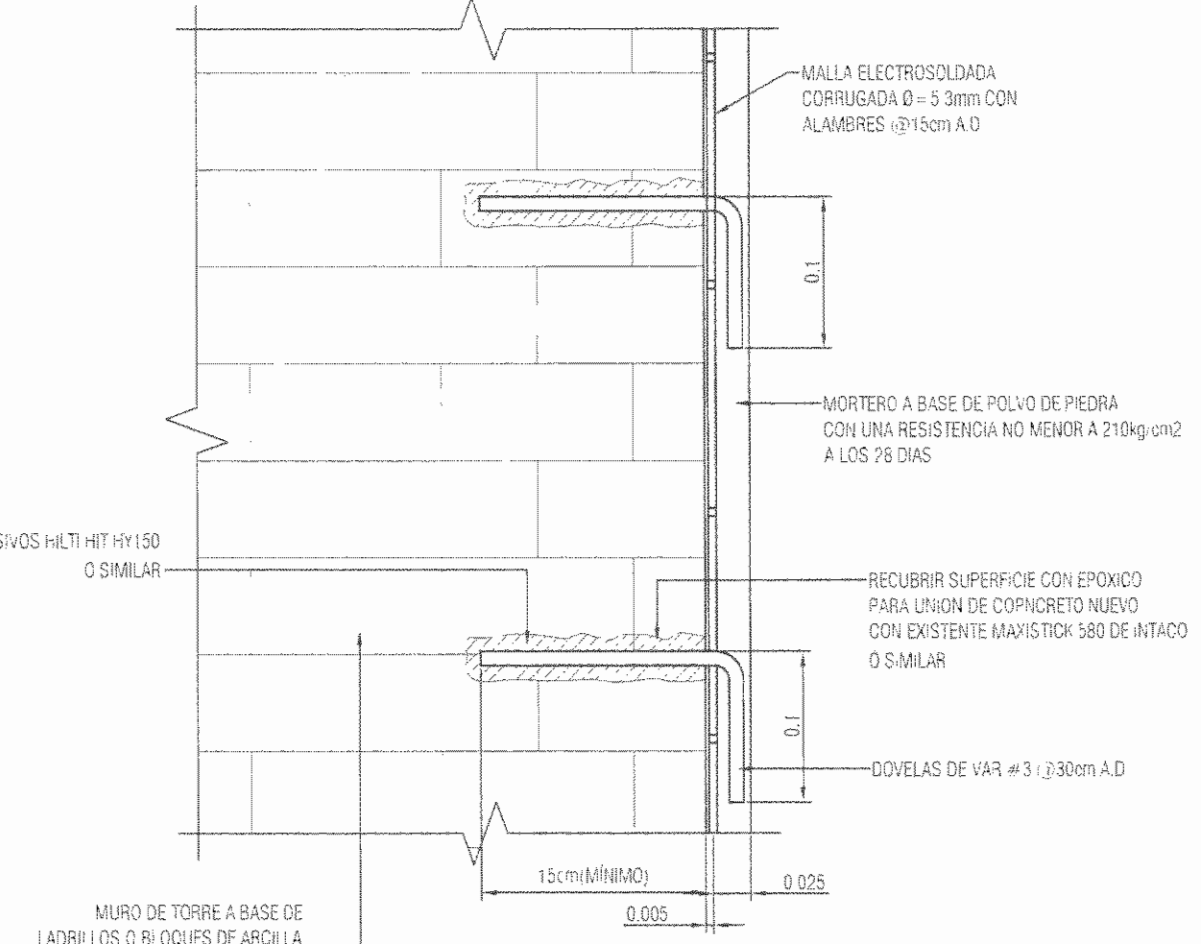 MALLA ELECTROSOLDADA
CORRUGADA Ø = 5 3mm CON
ALAMBRES @15cm A.D
0.1
MORTERO A BASE DE POLVO DE PIEDRA
CON UNA RESISTENCIA NO MENOR A 210kg/cm2
A LOS 28 DIAS
SIVOS HILTI HIT HY150
O SIMILAR
RECUBRIR SUPERFICIE CON EPOXICO
PARA UNION DE COPNCRETO NUEVO
CON EXISTENTE MAXISTICK 580 DE INTACO
O SIMILAR
0.1
DOVELAS DE VAR #3 @30cm A.D
15cm(MÍNIMO)
0.025
0.005
MURO DE TORRE A BASE DE
LADRILLOS O BLOQUES DE ARCILLA